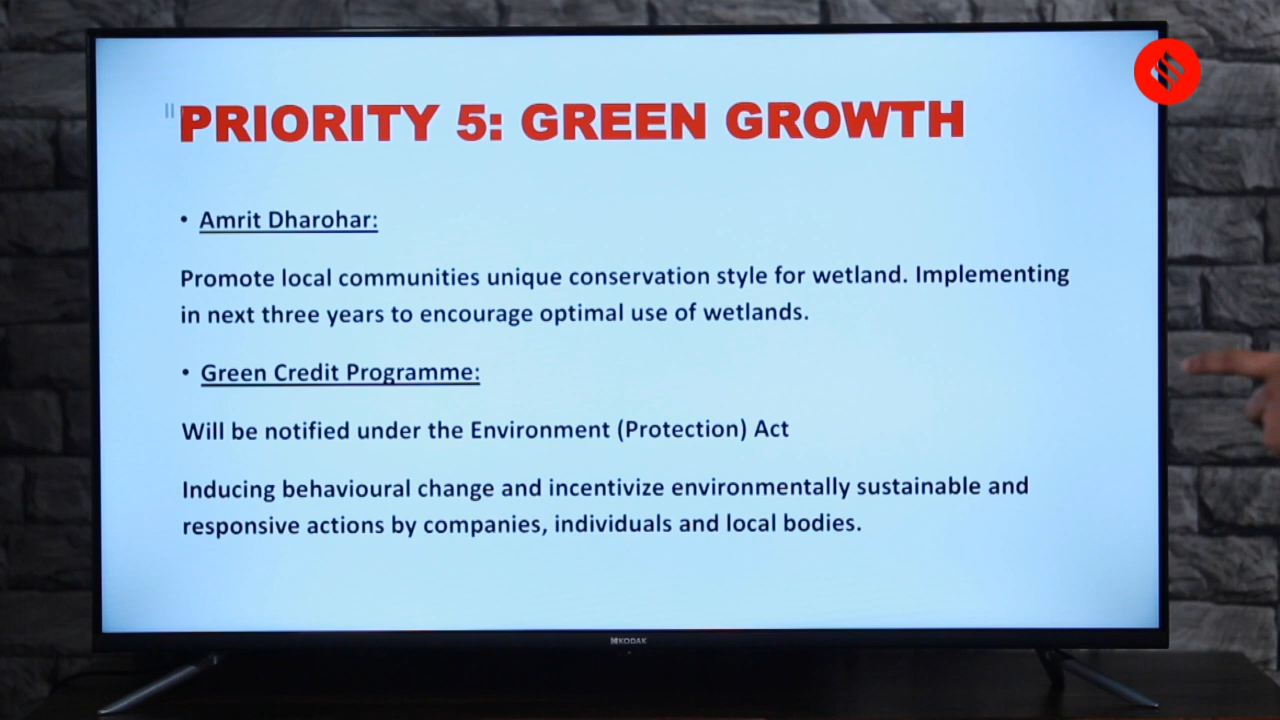 PRIORITY 5: GREEN GROWTH
• Amrit Dharohar:
Promote local communities unique conservation style for wetland. Implementing
in next three years to encourage optimal use of wetlands.
• Green Credit Programme:
Will be notified under the Environment (Protection) Act
Inducing behavioural change and incentivize environmentally sustainable and
responsive actions by companies, individuals and local bodies.
KODAK